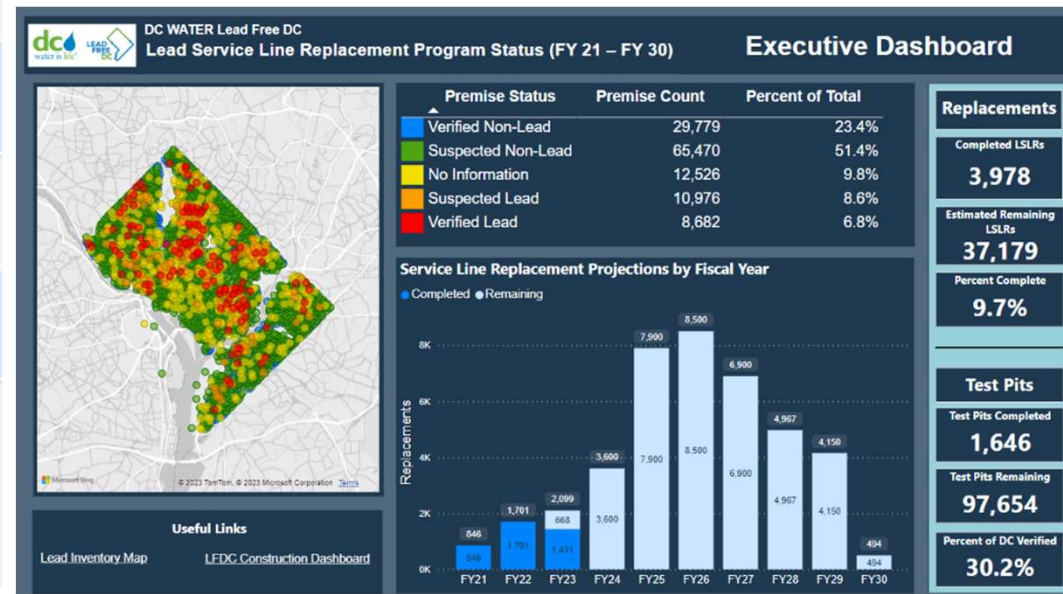 dc
water is life
LEAD
FREE
DC
DC WATER Lead Free DC
Lead Service Line Replacement Program Status (FY 21 – FY 30)
Executive Dashboard
Microsoft Bing
© 2023 TomTom, © 2023 Microsoft Corporation Terms
Useful Links
Lead Inventory Map LFDC Construction Dashboard
Premise Status Premise Count Percent of Total
Verified Non-Lead 29,779 23.4%
Suspected Non-Lead 65,470 51.4%
No Information 12,526 9.8%
Suspected Lead 10,976 8.6%
Verified Lead 8,682 6.8%
Service Line Replacement Projections by Fiscal Year
Completed Remaining
Replacements
8K
6K
4K
2K
0K
846 1,701 2,099 3,600 7,900 8,500 6,900 4,967 4,150 494
846 1,701 668 1,431 3,600 7,900 8,500 6,900 4,967 4,150 494
FY21 FY22 FY23 FY24 FY25 FY26 FY27 FY28 FY29 FY30
Replacements
Completed LSLRs
3,978
Estimated Remaining
LSLRs
37,179
Percent Complete
9.7%
Test Pits
Test Pits Completed
1,646
Test Pits Remaining
97,654
Percent of DC Verified
30.2%